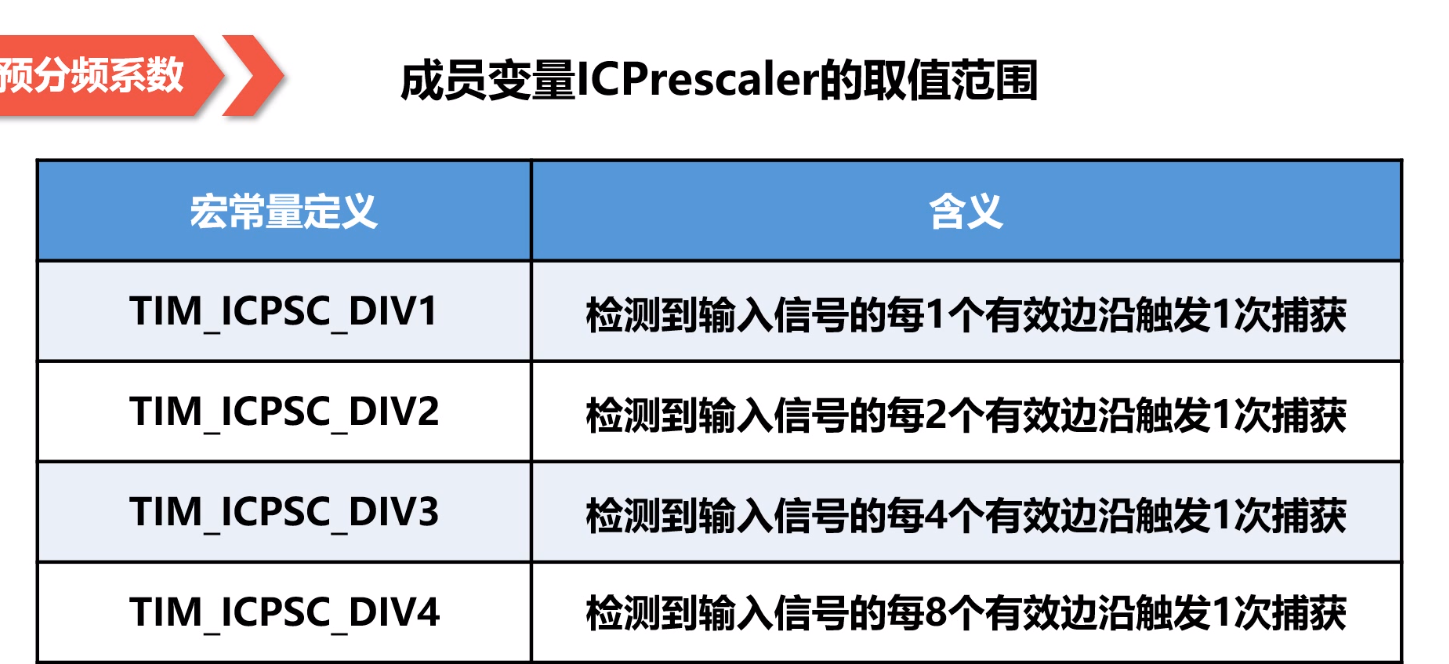 预分频系数
成员变量ICPrescaler的取值范围
宏常量定义
含义
TIM_ICPSC_DIV1
检测到输入信号的每1个有效边沿触发1次捕获
TIM_ICPSC_DIV2
检测到输入信号的每2个有效边沿触发1次捕获
TIM_ICPSC_DIV3
检测到输入信号的每4个有效边沿触发1次捕获
TIM_ICPSC_DIV4
检测到输入信号的每8个有效边沿触发1次捕获